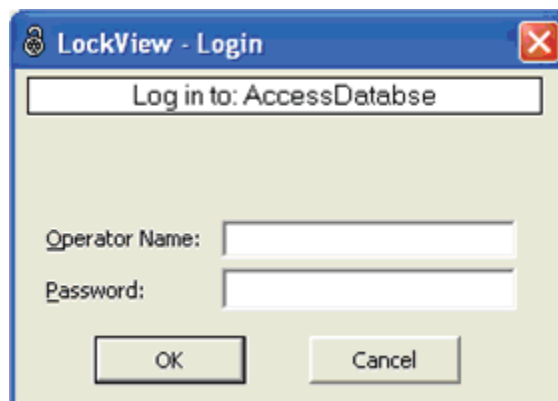 LockView - Login
Log in to: AccessDatabse
Operator Name:
Password:
OK Cancel